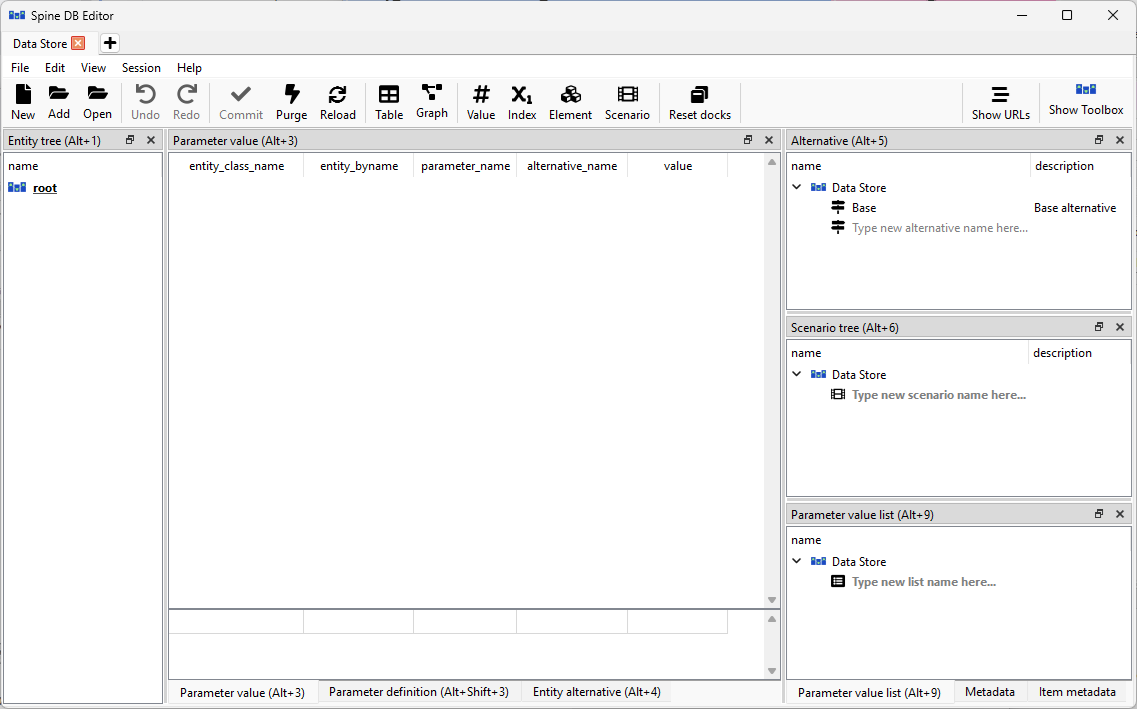 Spine DB Editor
Data Store
File Edit View Session Help
New Add Open Undo Redo Commit Purge Reload Table Graph Value Index Element Scenario Reset docks Show URLs Show Toolbox
Entity tree (Alt+1)
name
root
Parameter value (Alt+3)
entity_class_name entity_byname parameter_name alternative_name value
Parameter value (Alt+3) Parameter definition (Alt+Shift+3) Entity alternative (Alt+4)
Alternative (Alt+5)
name description
Data Store
Base Base alternative
Type new alternative name here...
Scenario tree (Alt+6)
name description
Data Store
Type new scenario name here...
Parameter value list (Alt+9)
name
Data Store
Type new list name here...
Parameter value list (Alt+9) Metadata Item metadata